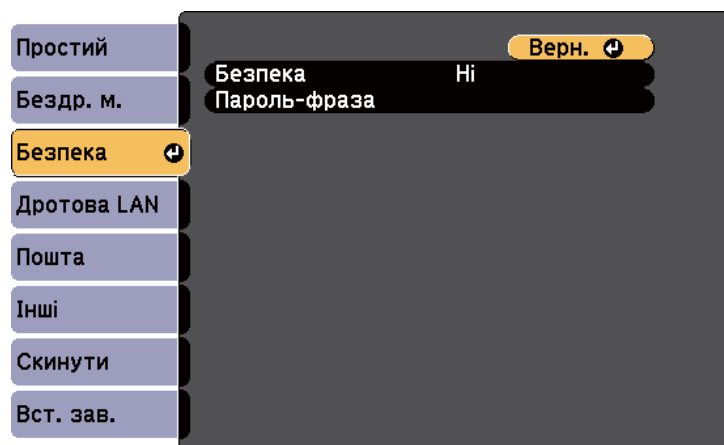 Простий
Бездр. м.
Безпека
Дротова LAN
Пошта
Інші
Скинути
Вст. зав.
Верн.
Безпека Ні
Пароль-фраза